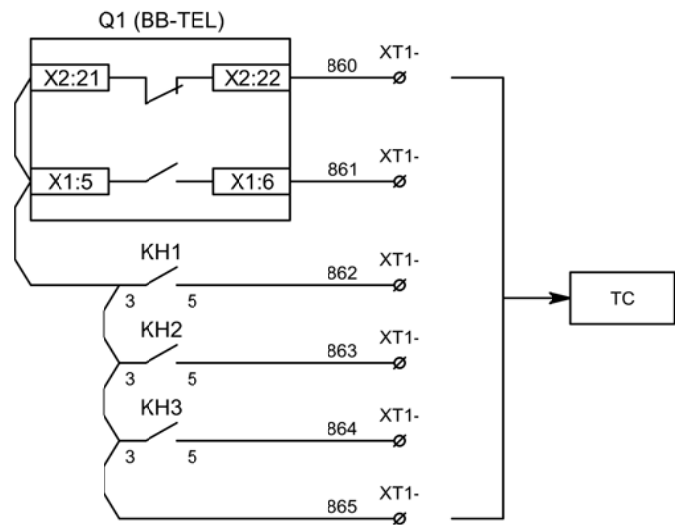 Q1 (BB-TEL)
X2:21 X2:22 860 XT1-
X1:5 X1:6 861 XT1-
KH1 862 XT1-
3 5
KH2 863 XT1-
3 5
KH3 864 XT1-
3 5
865 XT1-
TC